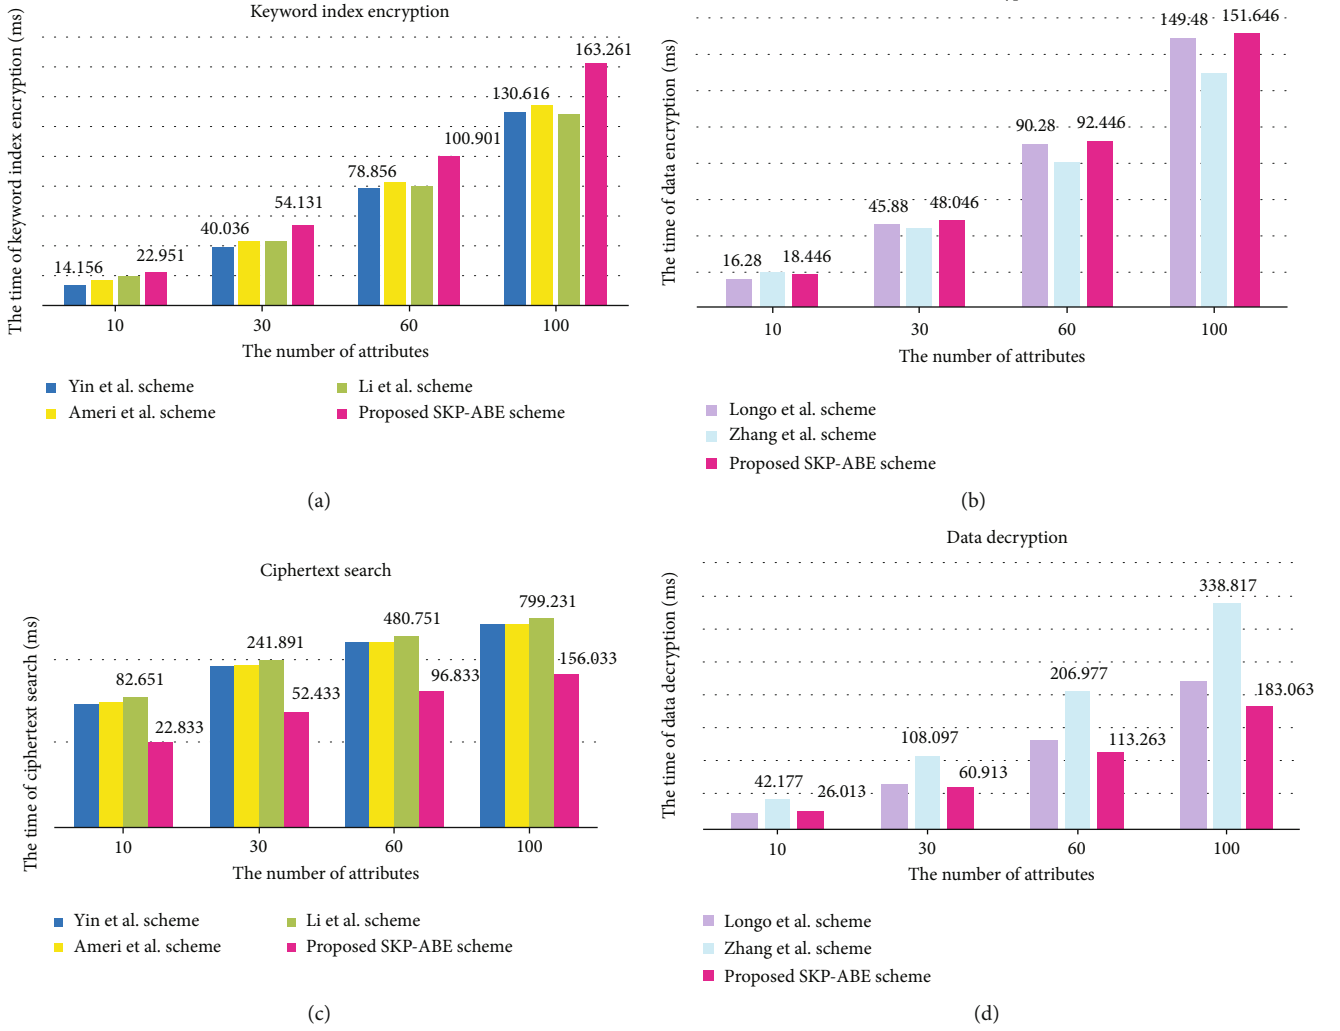 Keyword index encryption
The time of keyword index encryption (ms)
14.156
22.951
40.036
54.131
78.856
100.901
130.616
163.261
10
30
60
100
The number of attributes
Yin et al. scheme
Li et al. scheme
Ameri et al. scheme
Proposed SKP-ABE scheme
(a)
The time of data encryption (ms)
16.28
18.446
45.88
48.046
90.28
92.446
149.48
151.646
10
30
60
100
The number of attributes
Longo et al. scheme
Zhang et al. scheme
Proposed SKP-ABE scheme
(b)
Ciphertext search
The time of ciphertext search (ms)
82.651
22.833
241.891
52.433
480.751
96.833
799.231
156.033
10
30
60
100
The number of attributes
Yin et al. scheme
Li et al. scheme
Ameri et al. scheme
Proposed SKP-ABE scheme
(c)
Data decryption
The time of data decryption (ms)
42.177
26.013
108.097
60.913
206.977
113.263
338.817
183.063
10
30
60
100
The number of attributes
Longo et al. scheme
Zhang et al. scheme
Proposed SKP-ABE scheme
(d)